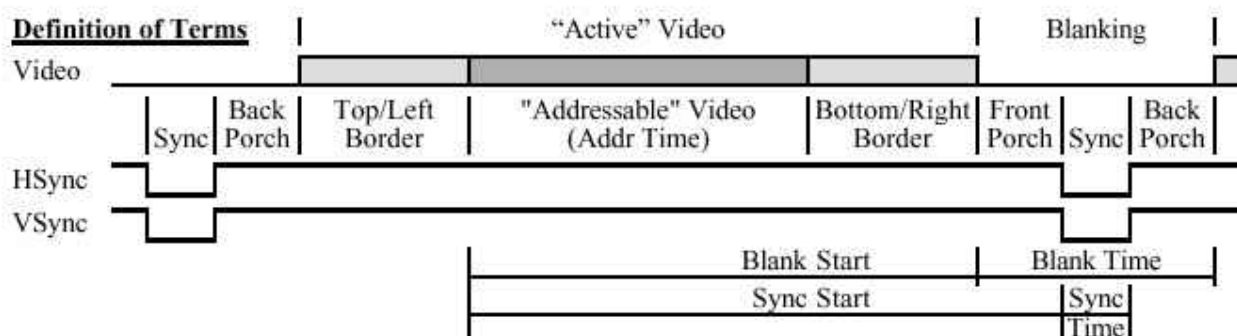 Definition of Terms
“Active” Video
Blanking
Video
Sync
Back Porch
Top/Left Border
"Addressable" Video (Addr Time)
Bottom/Right Border
Front Porch
Sync
Back Porch
HSync
VSync
Blank Start
Blank Time
Sync Start
Sync Time